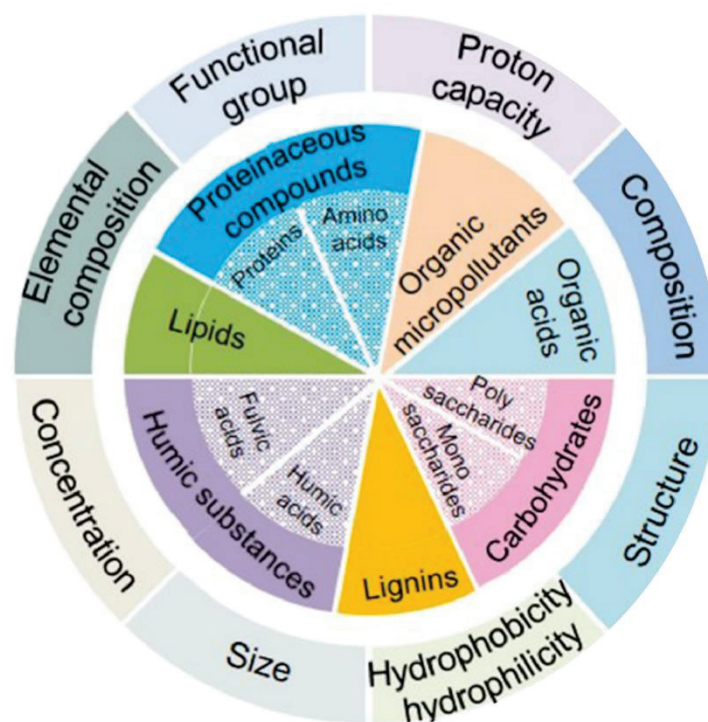 Functional
group
Proton
capacity
Composition
Structure
Hydrophobicity
hydrophilicity
Size
Concentration
Elemental
composition
Proteinaceous
compounds
Proteins
Amino
acids
Organic
micropollutants
Organic
acids
Poly
saccharides
Mono
saccharides
Carbohydrates
Lignins
Humic
acids
Fulvic
acids
Humic substances
Lipids